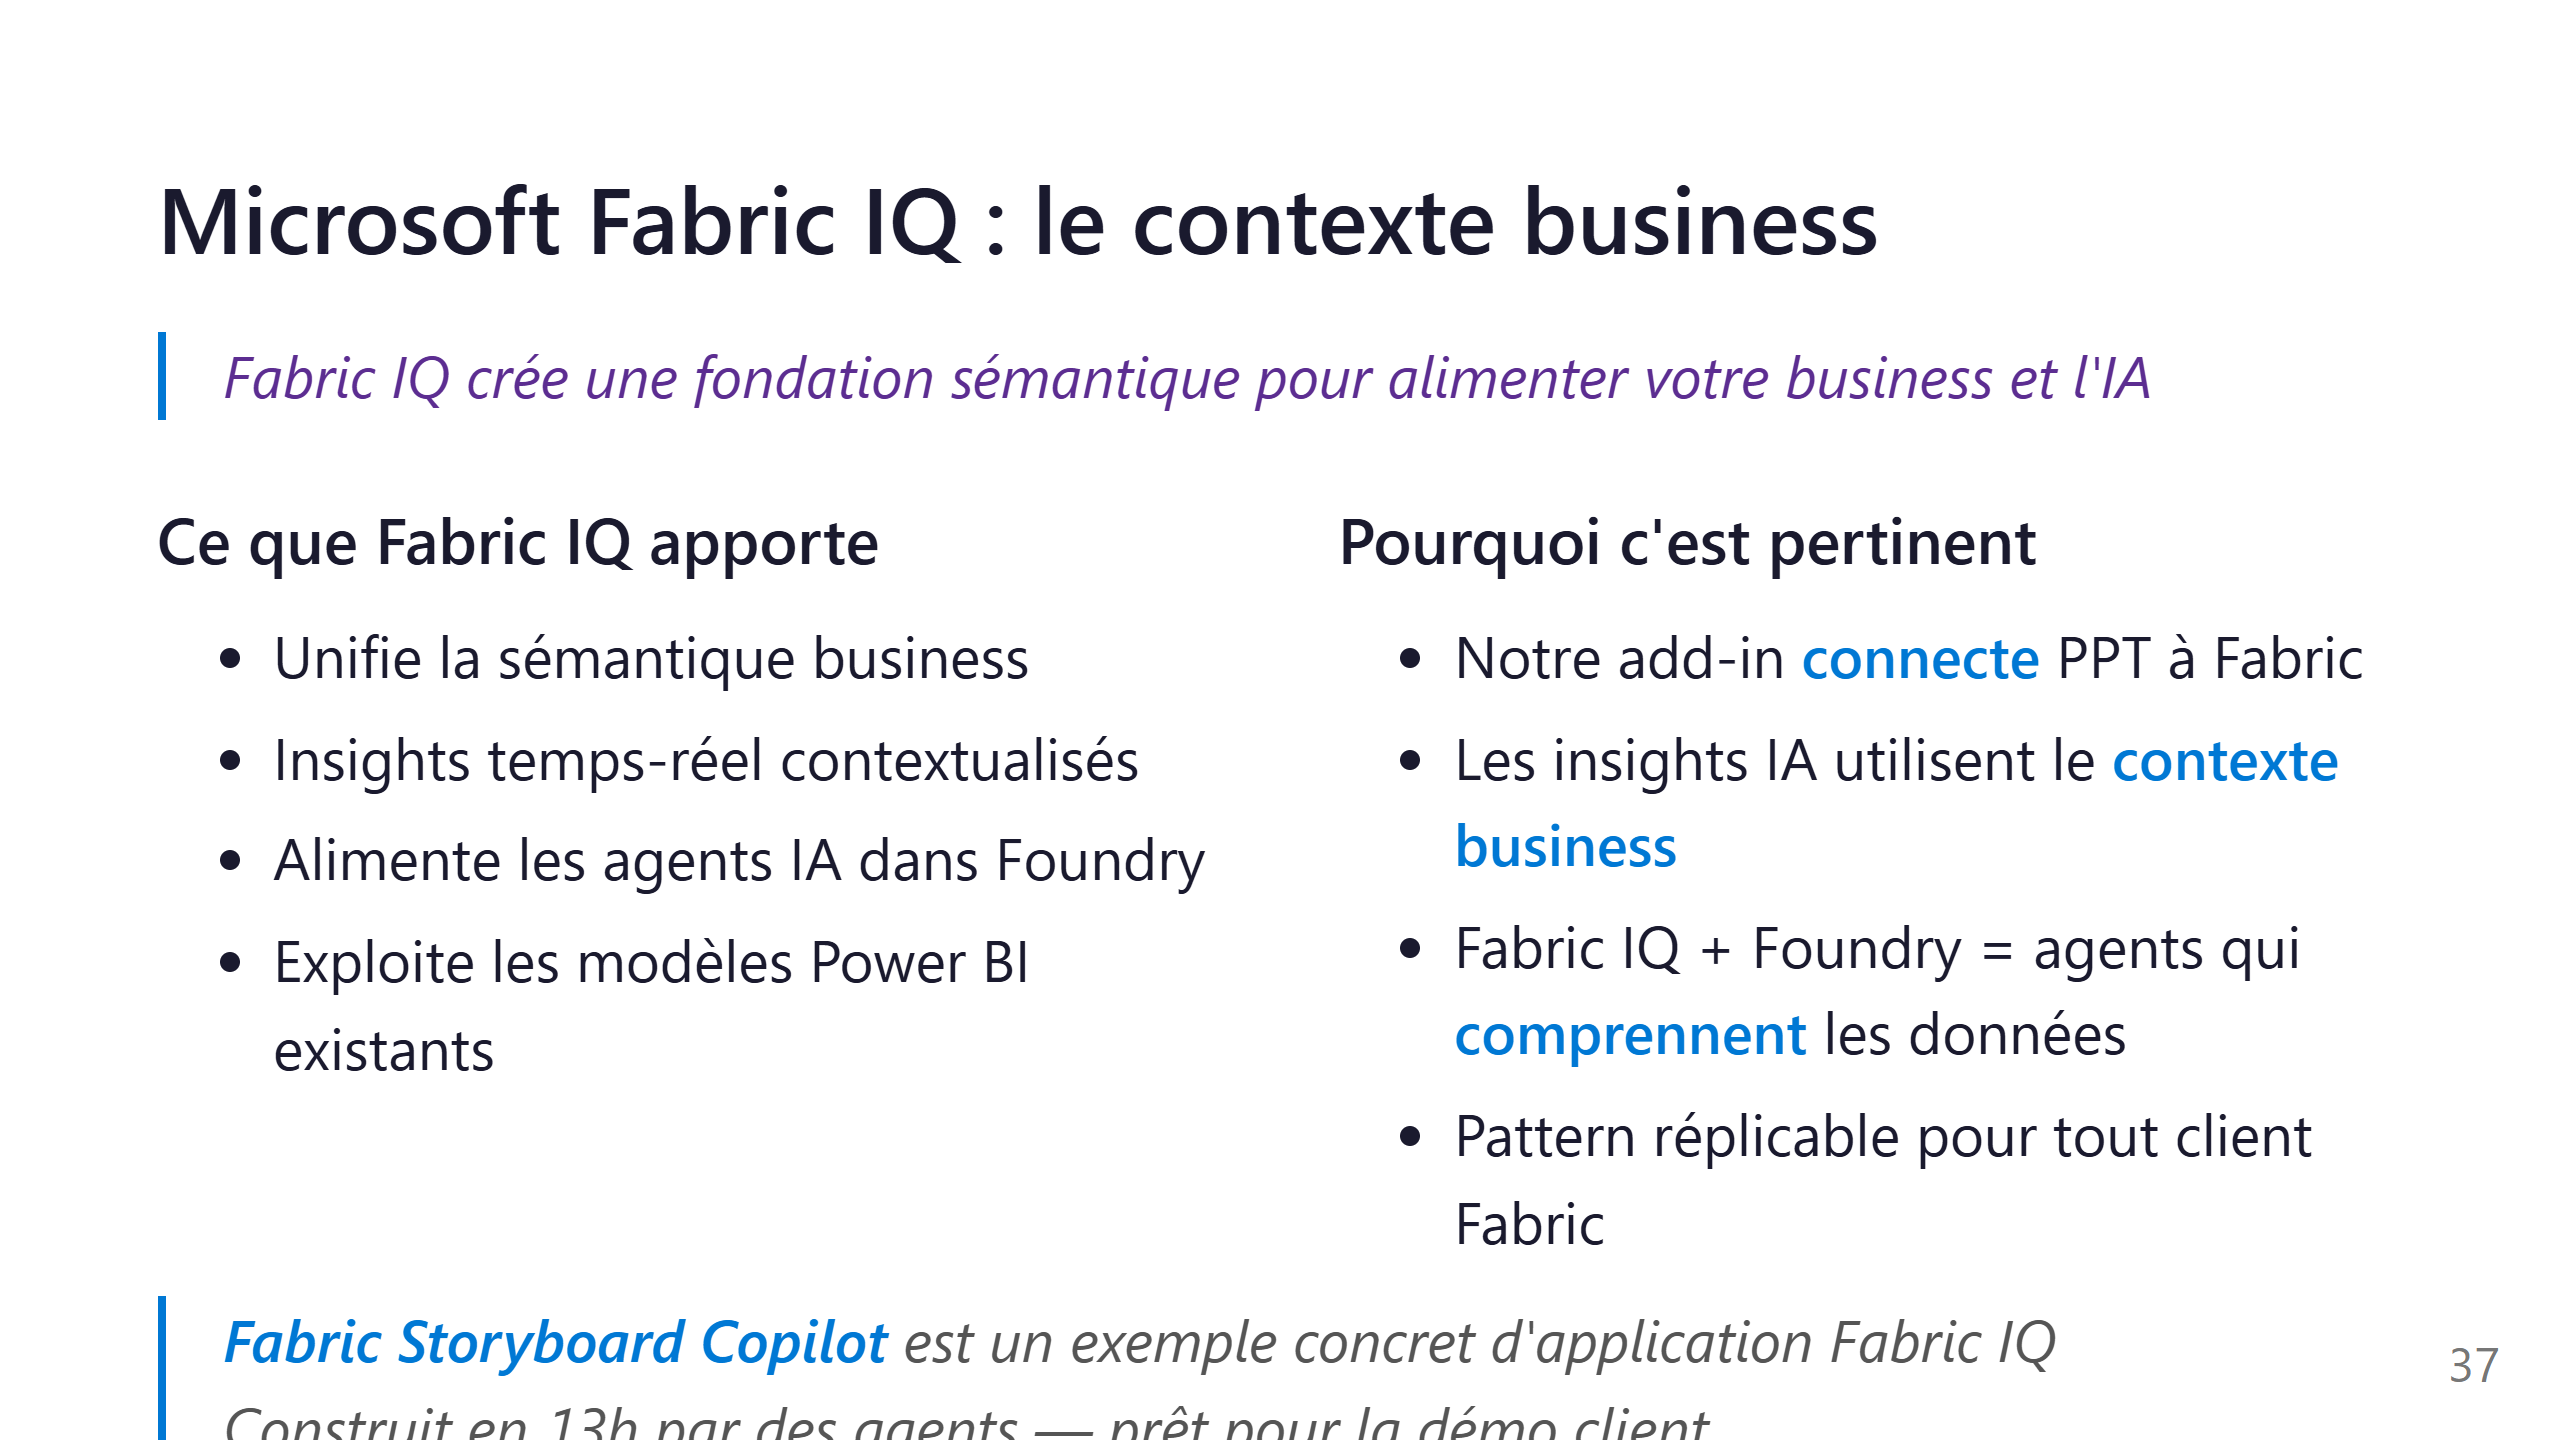 Microsoft Fabric IQ : le contexte business
Fabric IQ crée une fondation sémantique pour alimenter votre business et l'IA
Ce que Fabric IQ apporte
• Unifie la sémantique business
• Insights temps-réel contextualisés
• Alimente les agents IA dans Foundry
• Exploite les modèles Power BI
existants
Pourquoi c'est pertinent
• Notre add-in connecte PPT à Fabric
• Les insights IA utilisent le contexte
business
• Fabric IQ + Foundry = agents qui
comprennent les données
• Pattern réplicable pour tout client
Fabric
Fabric Storyboard Copilot est un exemple concret d'application Fabric IQ
Construit en 13h par des agents — prêt pour la démo client
37